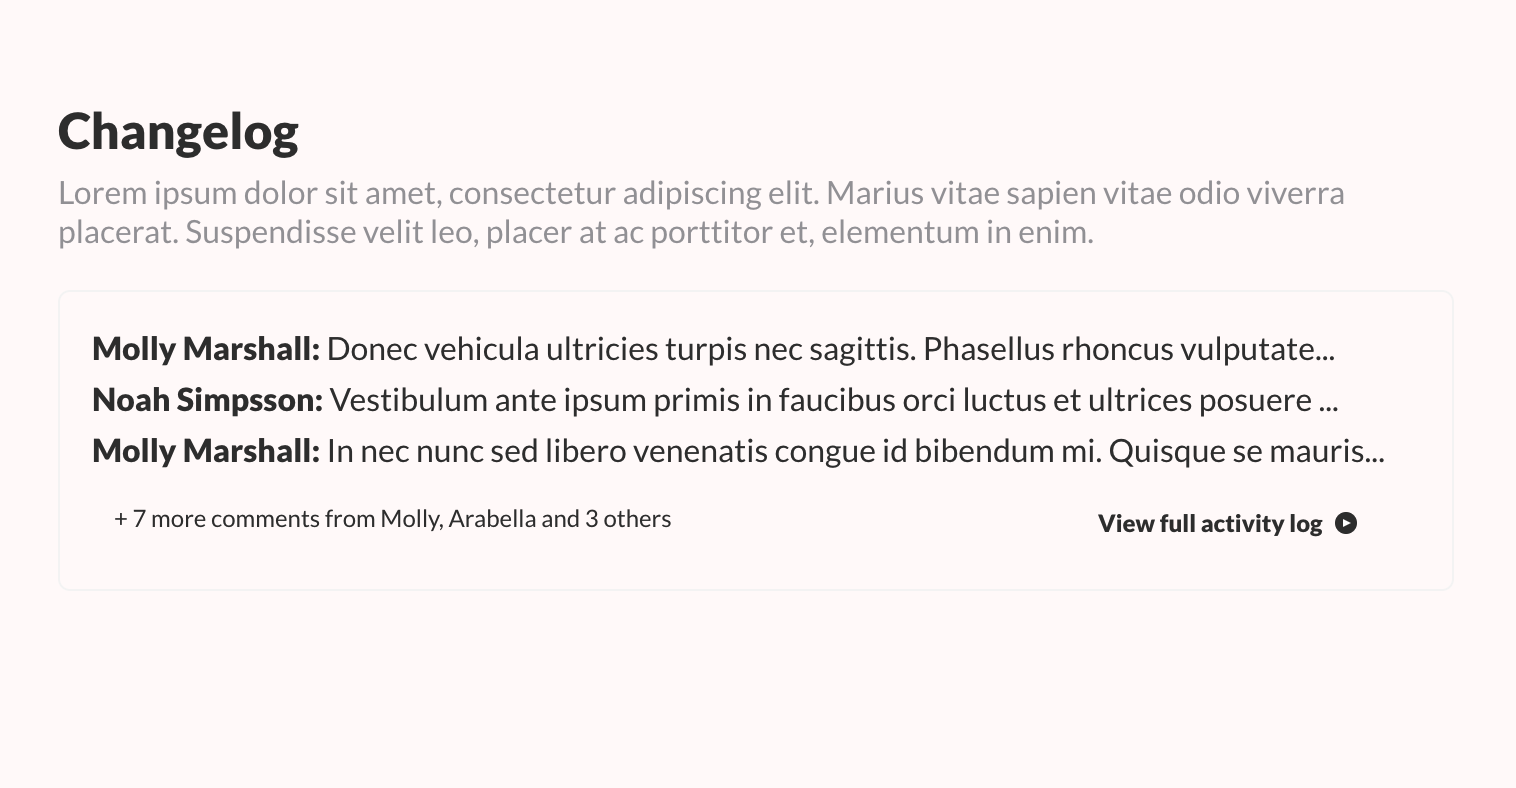 Changelog
Lorem ipsum dolor sit amet, consectetur adipiscing elit. Marius vitae sapien vitae odio viverra
placerat. Suspendisse velit leo, placer at ac porttitor et, elementum in enim.
Molly Marshall: Donec vehicula ultricies turpis nec sagittis. Phasellus rhoncus vulputate...
Noah Simpsson: Vestibulum ante ipsum primis in faucibus orci luctus et ultrices posuere ...
Molly Marshall: In nec nunc sed libero venenatis congue id bibendum mi. Quisque se mauris...
+ 7 more comments from Molly, Arabella and 3 others
View full activity log